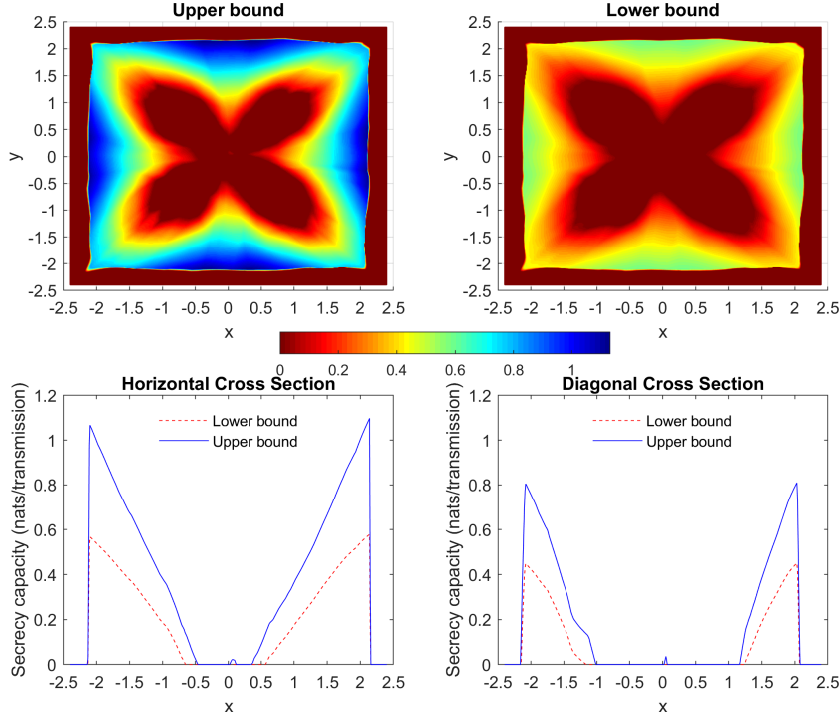 Upper bound
2.5
2
1.5
1
0.5
0
-0.5
-1
-1.5
-2
-2.5
y
-2.5 -2 -1.5 -1 -0.5 0 0.5 1 1.5 2 2.5
x
Lower bound
2.5
2
1.5
1
0.5
0
-0.5
-1
-1.5
-2
-2.5
y
-2.5 -2 -1.5 -1 -0.5 0 0.5 1 1.5 2 2.5
x
0 0.2 0.4 0.6 0.8 1
Horizontal Cross Section
Secrecy capacity (nats/transmission)
1.2
1
0.8
0.6
0.4
0.2
0
Lower bound
Upper bound
-2.5 -2 -1.5 -1 -0.5 0 0.5 1 1.5 2 2.5
x
Diagonal Cross Section
Secrecy capacity (nats/transmission)
1.2
1
0.8
0.6
0.4
0.2
0
Lower bound
Upper bound
-2.5 -2 -1.5 -1 -0.5 0 0.5 1 1.5 2 2.5
x